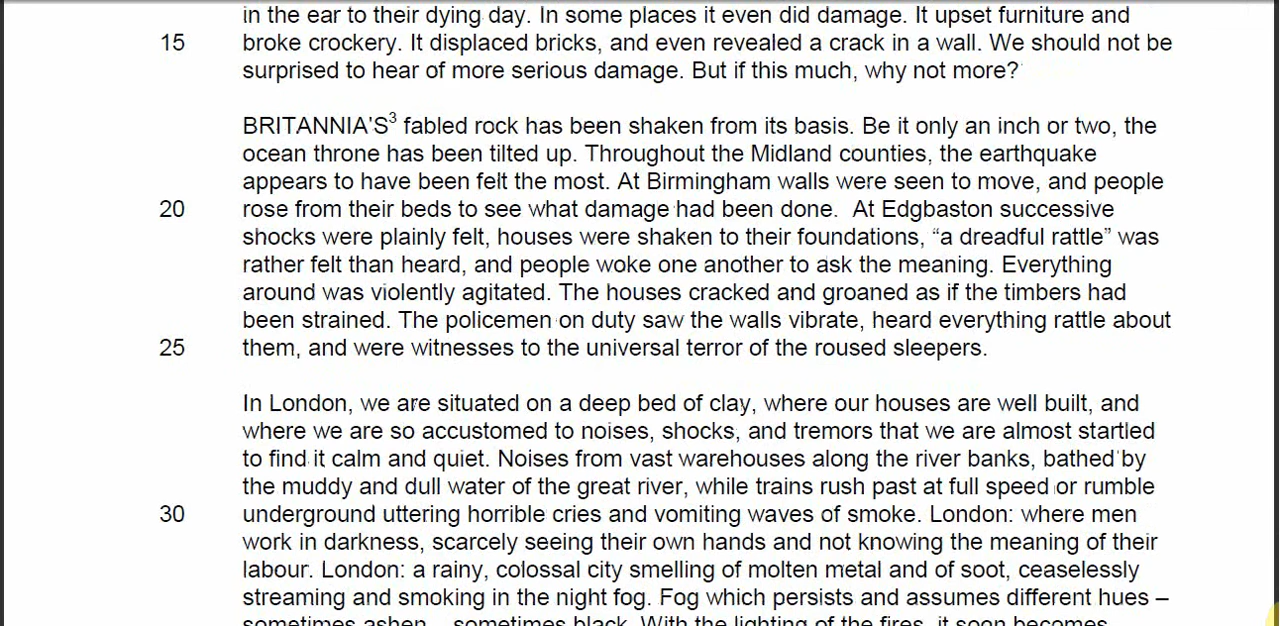 in the ear to their dying day. In some places it even did damage. It upset furniture and
15 broke crockery. It displaced bricks, and even revealed a crack in a wall. We should not be
surprised to hear of more serious damage. But if this much, why not more?
BRITANNIA'S³ fabled rock has been shaken from its basis. Be it only an inch or two, the
ocean throne has been tilted up. Throughout the Midland counties, the earthquake
appears to have been felt the most. At Birmingham walls were seen to move, and people
20 rose from their beds to see what damage had been done. At Edgbaston successive
shocks were plainly felt, houses were shaken to their foundations, “a dreadful rattle” was
rather felt than heard, and people woke one another to ask the meaning. Everything
around was violently agitated. The houses cracked and groaned as if the timbers had
been strained. The policemen on duty saw the walls vibrate, heard everything rattle about
25 them, and were witnesses to the universal terror of the roused sleepers.
In London, we are situated on a deep bed of clay, where our houses are well built, and
where we are so accustomed to noises, shocks, and tremors that we are almost startled
to find it calm and quiet. Noises from vast warehouses along the river banks, bathed by
the muddy and dull water of the great river, while trains rush past at full speed or rumble
30 underground uttering horrible cries and vomiting waves of smoke. London: where men
work in darkness, scarcely seeing their own hands and not knowing the meaning of their
labour. London: a rainy, colossal city smelling of molten metal and of soot, ceaselessly
streaming and smoking in the night fog. Fog which persists and assumes different hues –
sometimes ashen – sometimes black. With the lighting of the fires, it soon becomes